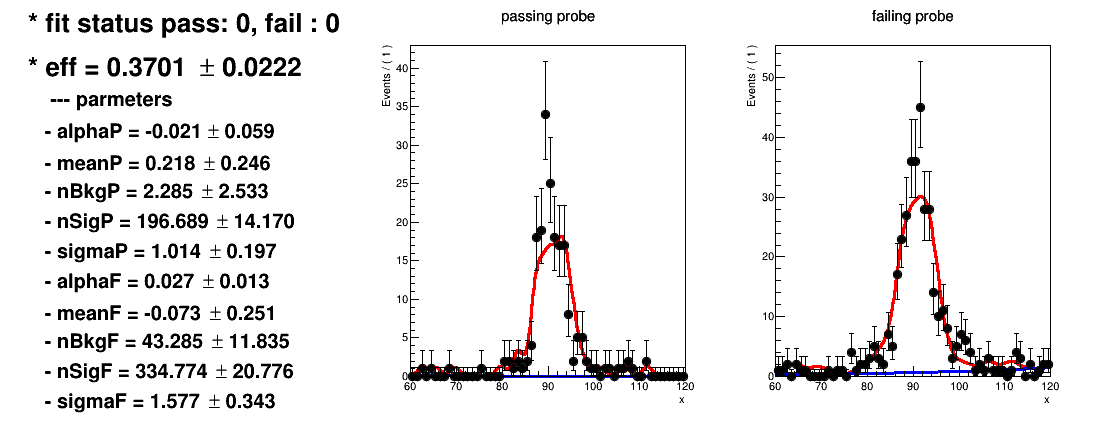 * fit status pass: 0, fail : 0
* eff = 0.3701 ± 0.0222
--- parmeters
- alphaP = -0.021 ± 0.059
- meanP = 0.218 ± 0.246
- nBkgP = 2.285 ± 2.533
- nSigP = 196.689 ± 14.170
- sigmaP = 1.014 ± 0.197
- alphaF = 0.027 ± 0.013
- meanF = -0.073 ± 0.251
- nBkgF = 43.285 ± 11.835
- nSigF = 334.774 ± 20.776
- sigmaF = 1.577 ± 0.343
passing probe
Events / ( 1 )
40
35
30
25
20
15
10
5
0
60 70 80 90 100 110 120
x
failing probe
Events / ( 1 )
50
40
30
20
10
0
60 70 80 90 100 110 120
x